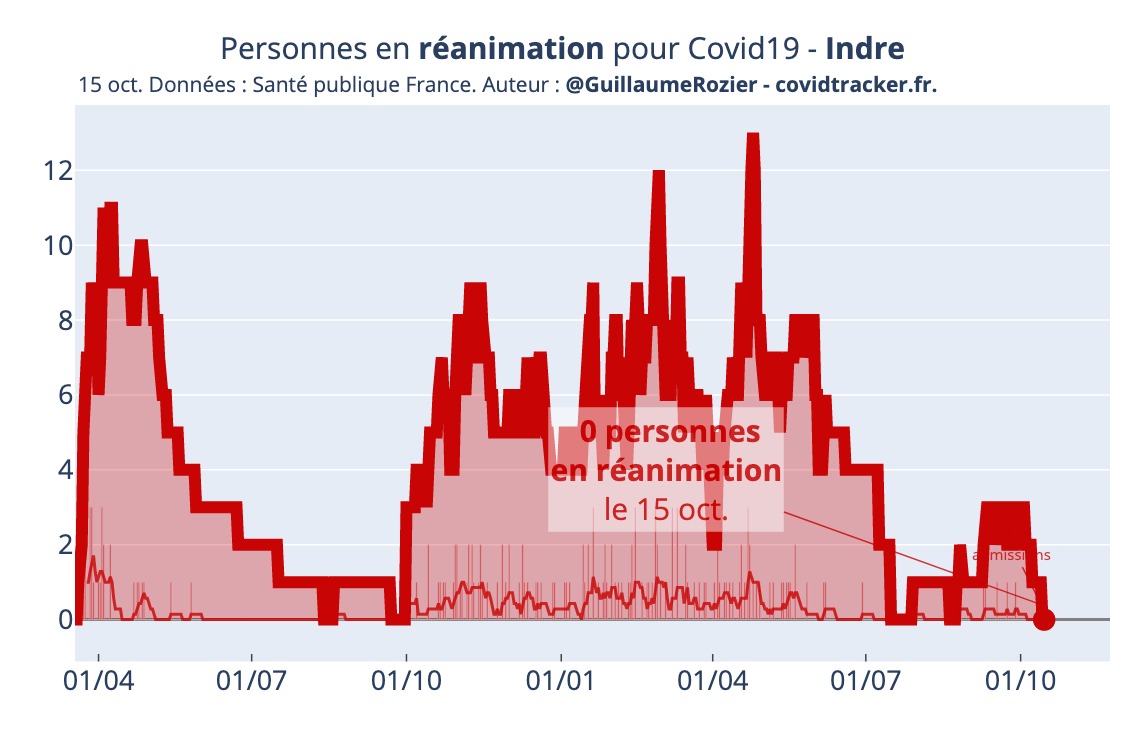 Personnes en réanimation pour Covid19 - Indre
15 oct. Données : Santé publique France. Auteur : @GuillaumeRozier - covidtracker.fr.
12
10
8
6
4
2
0
0 personnes
en réanimation
le 15 oct.
admissions
01/04
01/07
01/10
01/01
01/04
01/07
01/10